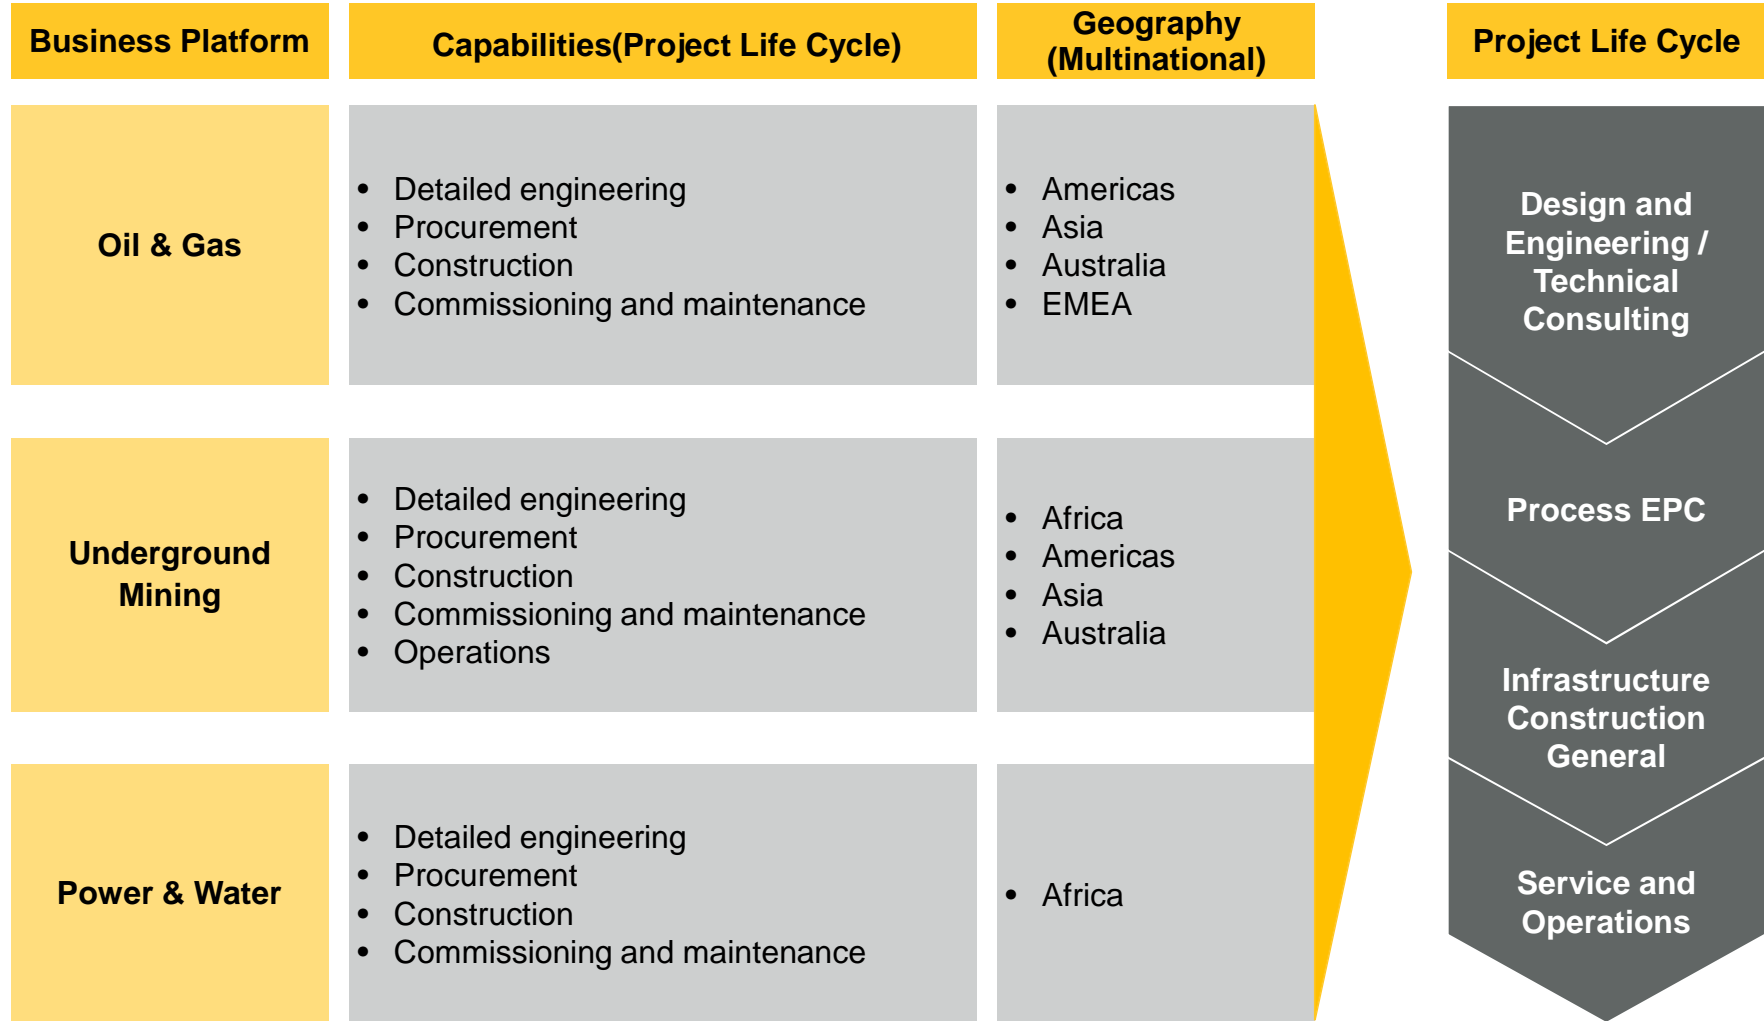 Business Platform
Capabilities(Project Life Cycle)
Geography
(Multinational)
Project Life Cycle
Oil & Gas
• Detailed engineering
• Procurement
• Construction
• Commissioning and maintenance
• Americas
• Asia
• Australia
• EMEA
Underground
Mining
• Detailed engineering
• Procurement
• Construction
• Commissioning and maintenance
• Operations
• Africa
• Americas
• Asia
• Australia
Power & Water
• Detailed engineering
• Procurement
• Construction
• Commissioning and maintenance
• Africa
Design and
Engineering /
Technical
Consulting
Process EPC
Infrastructure
Construction
General
Service and
Operations